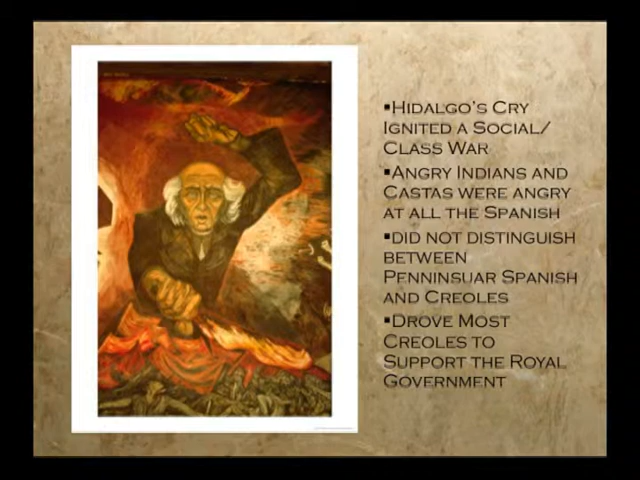 ▪Hidalgo's Cry
Ignited a Social/
Class War
▪Angry Indians and
Castas were angry
at all the Spanish
▪did not distinguish
between
Penninsuar Spanish
and Creoles
▪Drove Most
Creoles to
Support the Royal
Government